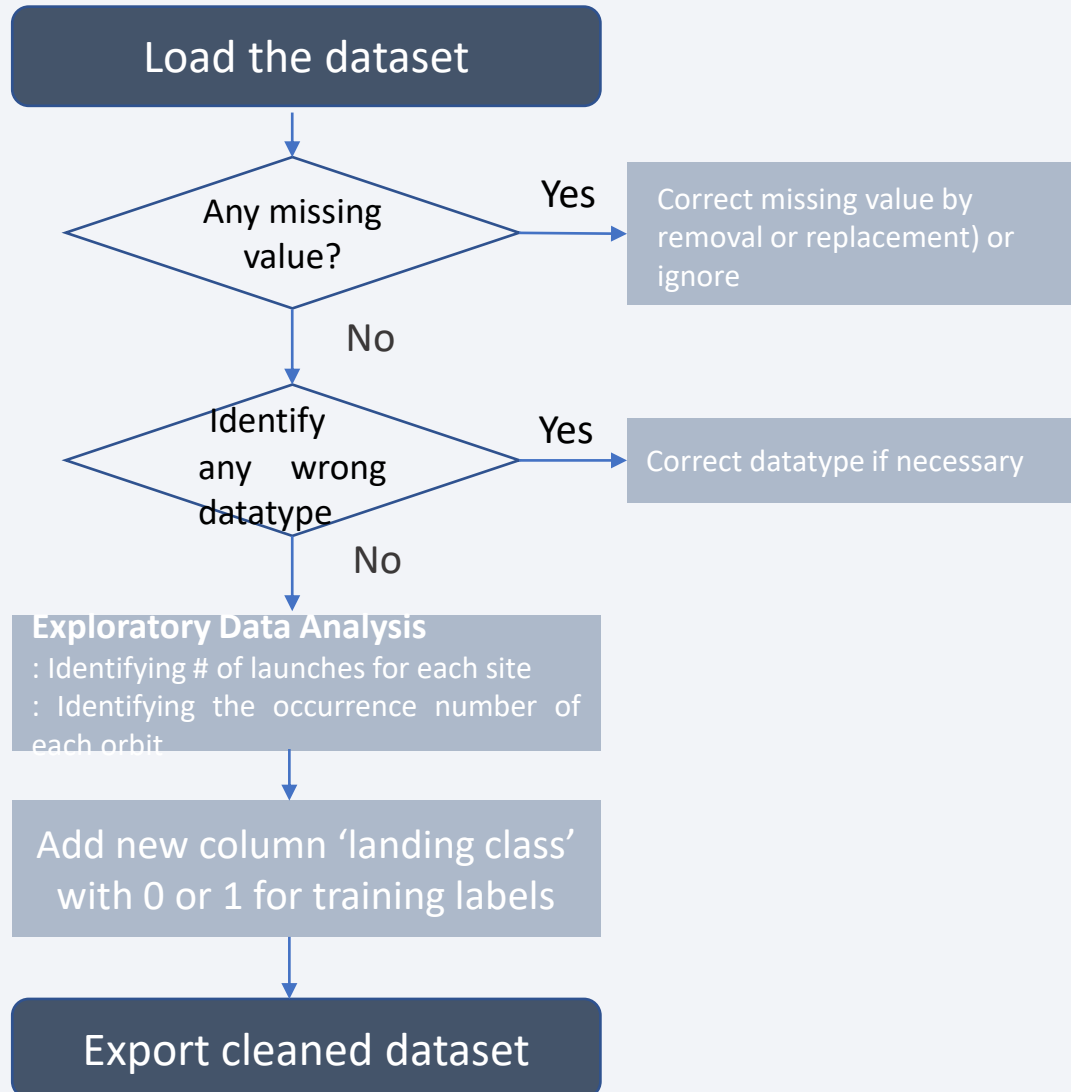 Load the dataset
Any missing
value?
Yes
Correct missing value by
removal or replacement) or
ignore
No
Identify
any wrong
datatype
Yes
Correct datatype if necessary
No
Exploratory Data Analysis
: Identifying # of launches for each site
: Identifying the occurrence number of
each orbit
Add new column ‘landing class’
with 0 or 1 for training labels
Export cleaned dataset